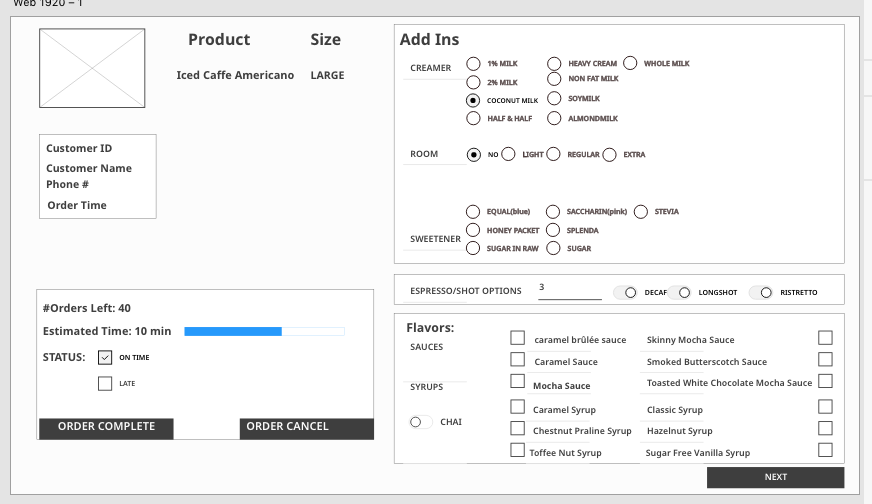 Web 1920 – 1
Product Size
Iced Caffe Americano LARGE
Customer ID
Customer Name
Phone #
Order Time
#Orders Left: 40
Estimated Time: 10 min
STATUS: ON TIME
LATE
ORDER COMPLETE ORDER CANCEL
Add Ins
CREAMER 1% MILK HEAVY CREAM WHOLE MILK
2% MILK NON FAT MILK
COCONUT MILK SOYMILK
HALF & HALF ALMONDMILK
ROOM NO LIGHT REGULAR EXTRA
EQUAL(blue) SACCHARIN(pink) STEVIA
HONEY PACKET SPLENDA
SWEETENER
SUGAR IN RAW SUGAR
ESPRESSO/SHOT OPTIONS 3 DECAF LONGSHOT RISTRETTO
Flavors:
SAUCES caramel brûlée sauce Skinny Mocha Sauce
Caramel Sauce Smoked Butterscotch Sauce
SYRUPS Mocha Sauce Toasted White Chocolate Mocha Sauce
Caramel Syrup Classic Syrup
CHAI Chestnut Praline Syrup Hazelnut Syrup
Toffee Nut Syrup Sugar Free Vanilla Syrup
NEXT